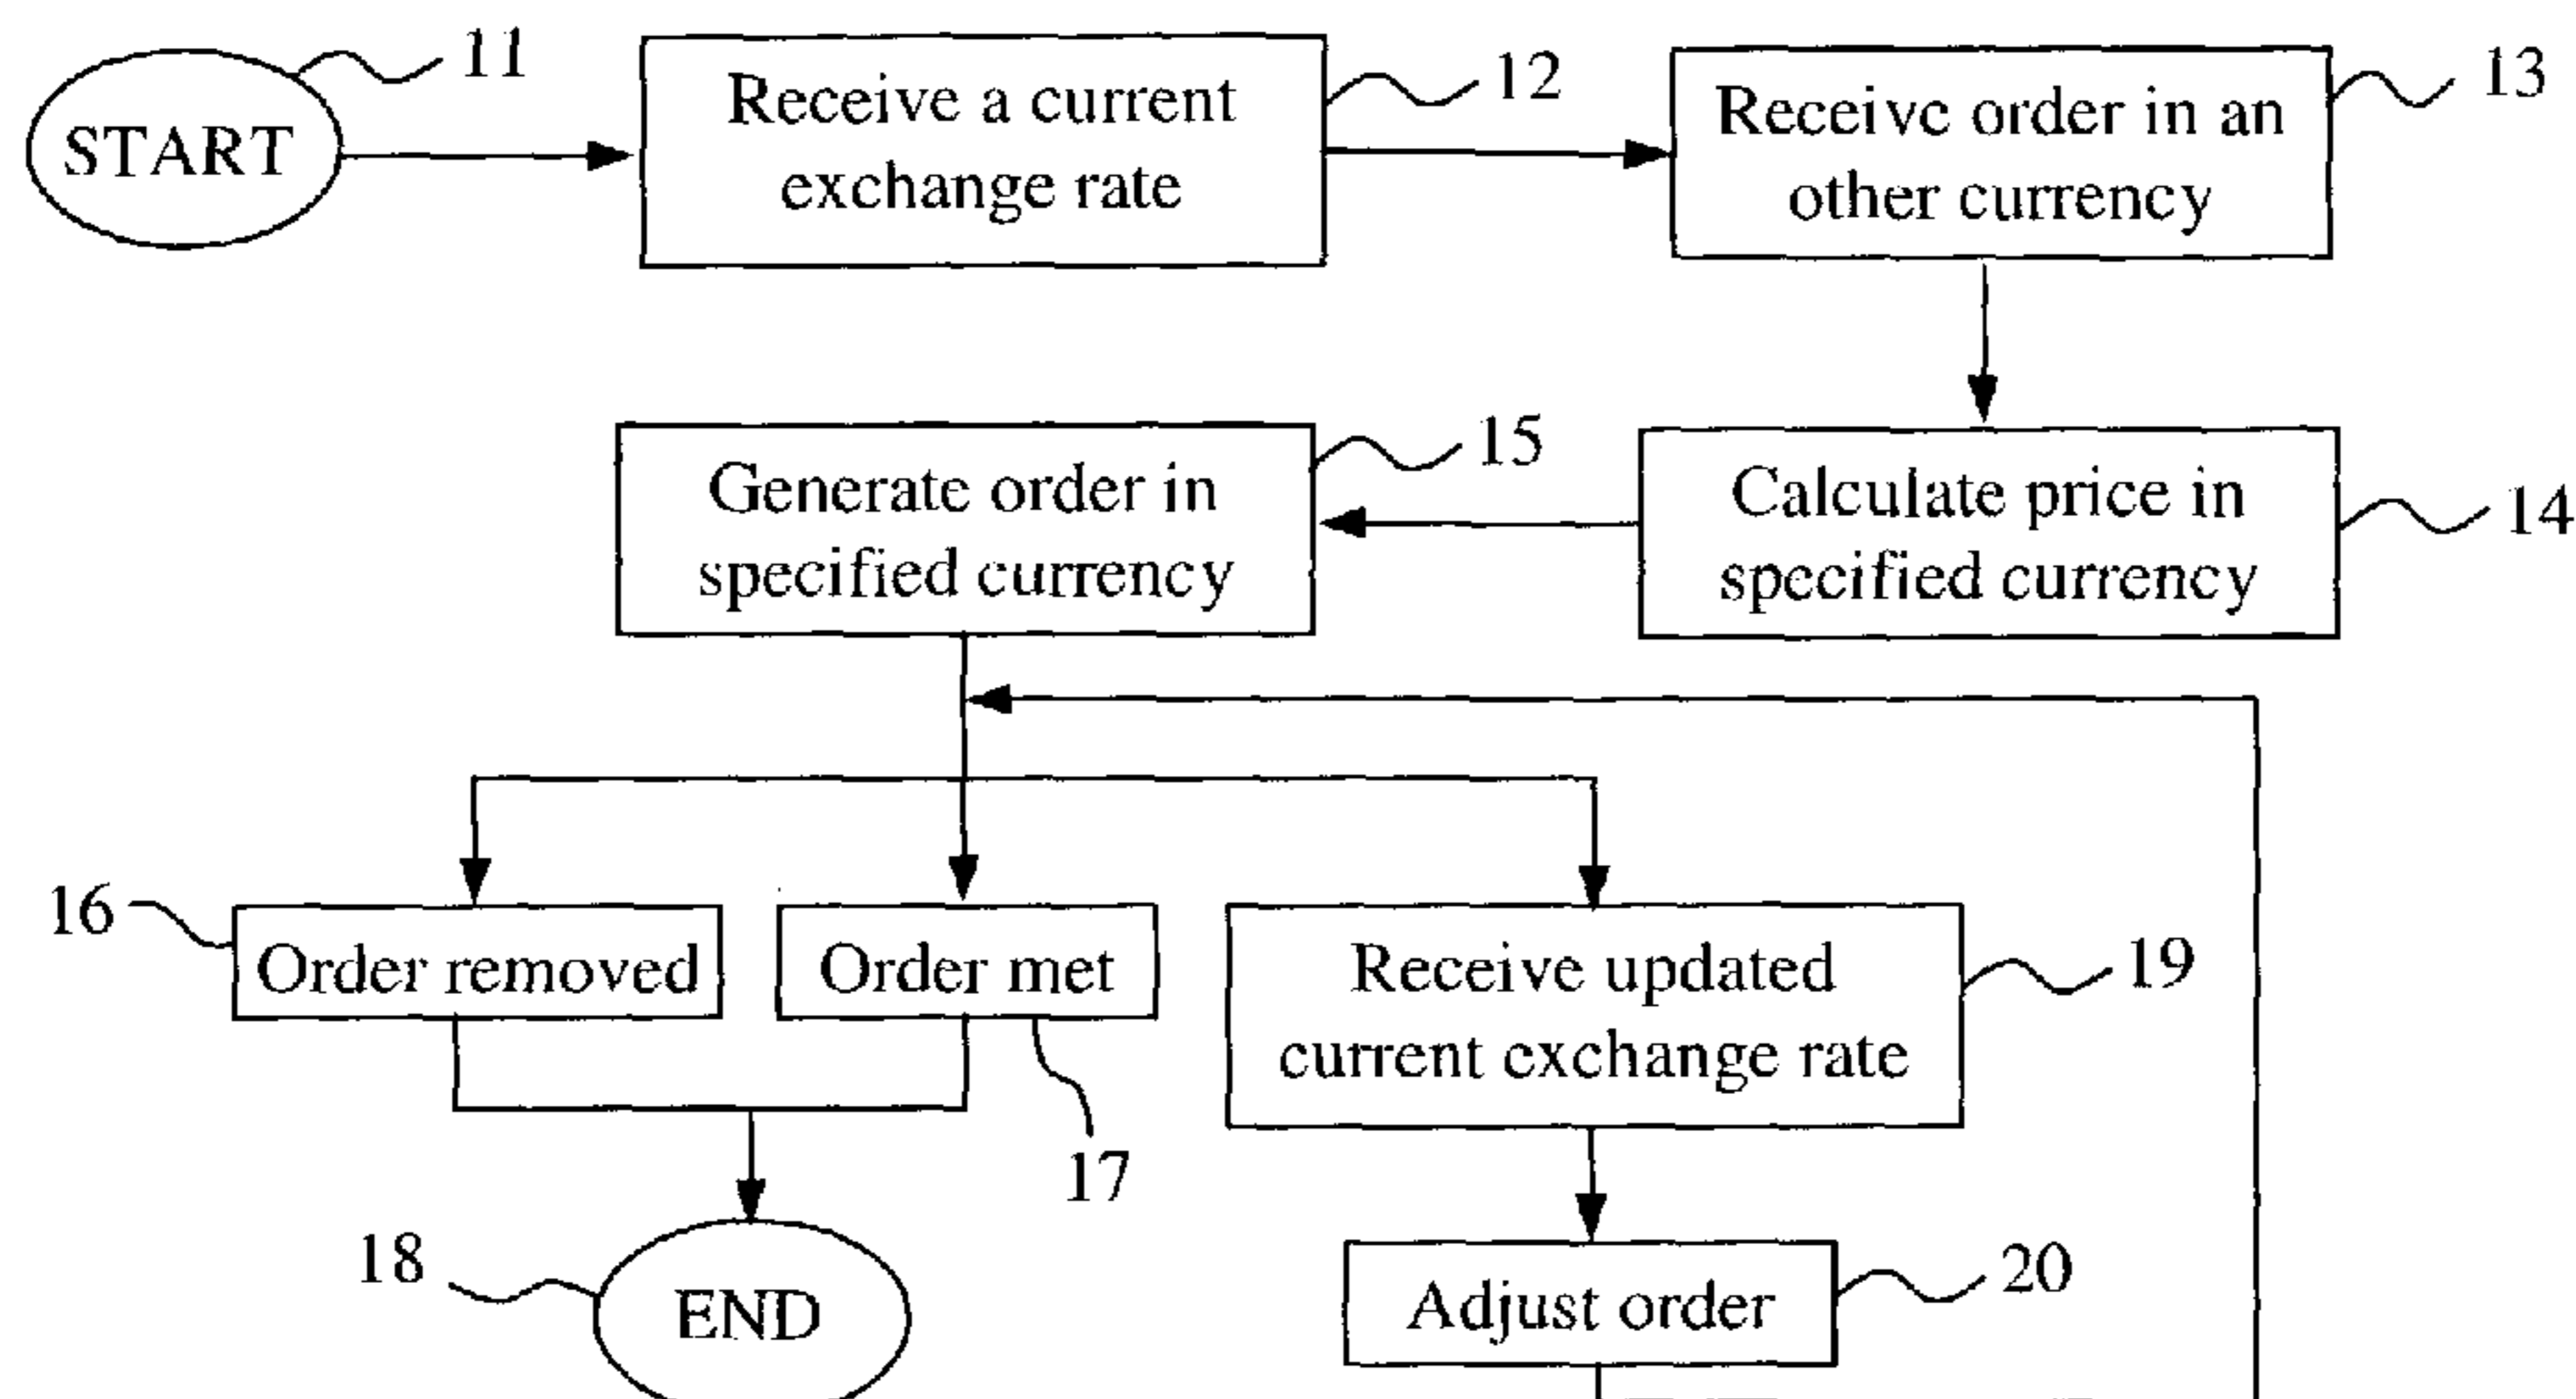 START
11
Receive a current
exchange rate
12
Receive order in an
other currency
13
Generate order in
specified currency
15
Calculate price in
specified currency
14
16
Order removed
Order met
17
Receive updated
current exchange rate
19
18
END
Adjust order
20